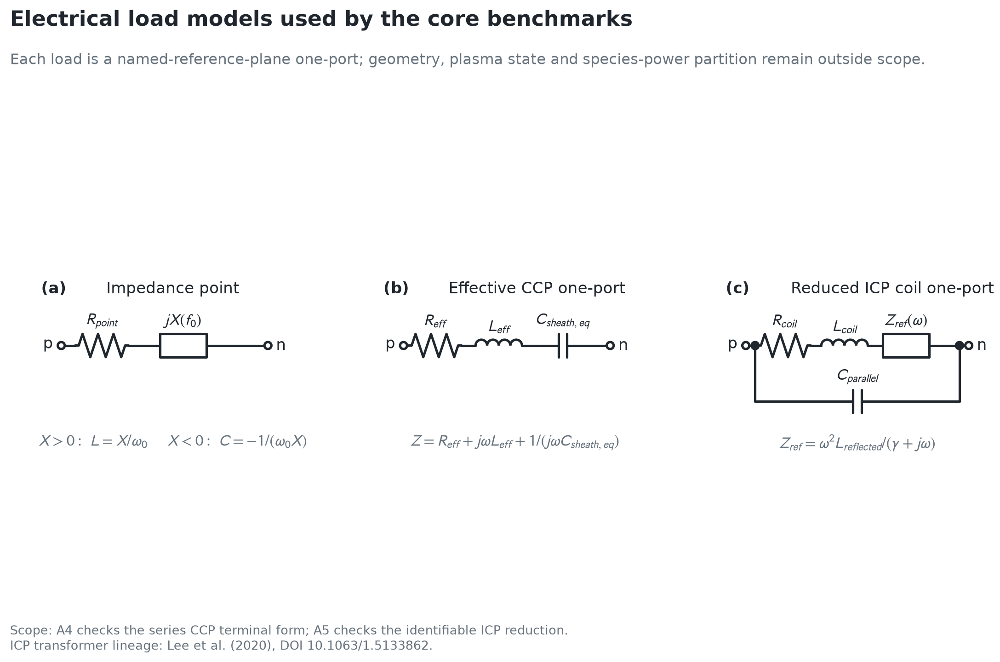 Electrical load models used by the core benchmarks
Each load is a named-reference-plane one-port; geometry, plasma state and species-power partition remain outside scope.
(a) Impedance point
R_point jX(f₀)
p n
X > 0 : L = X/ω₀ X < 0 : C = −1/(ω₀X)
(b) Effective CCP one-port
R_eff L_eff C_sheath, eq
p n
Z = R_eff + jωL_eff + 1/(jωC_sheath, eq)
(c) Reduced ICP coil one-port
R_coil L_coil Z_ref(ω)
p n
C_parallel
Z_ref = ω²L_reflected/(γ + jω)
Scope: A4 checks the series CCP terminal form; A5 checks the identifiable ICP reduction.
ICP transformer lineage: Lee et al. (2020), DOI 10.1063/1.5133862.